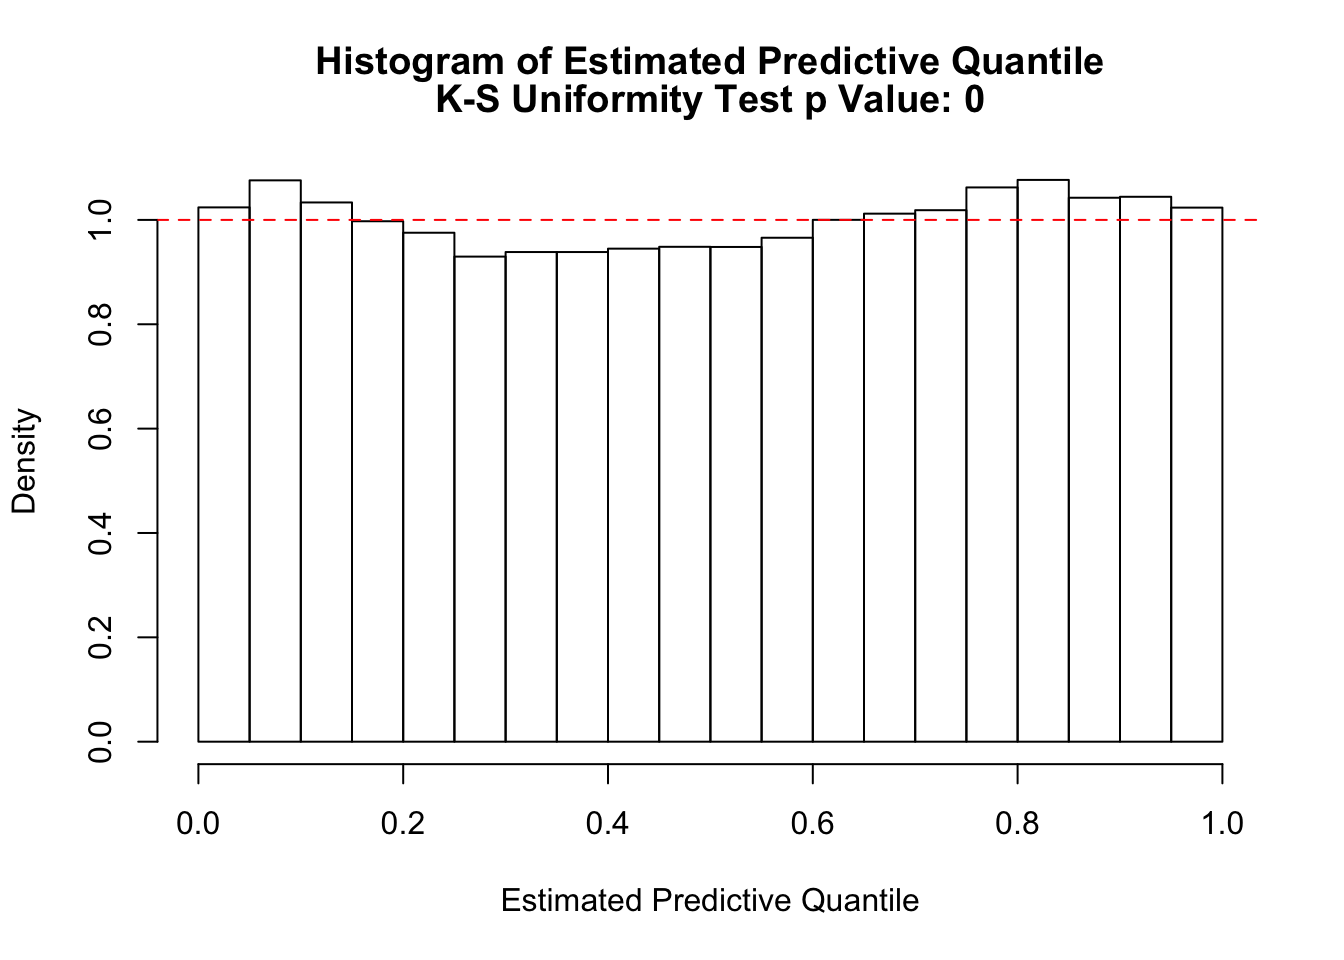 Histogram of Estimated Predictive Quantile
K-S Uniformity Test p Value: 0
Density
1.0
0.8
0.6
0.4
0.2
0.0
0.0 0.2 0.4 0.6 0.8 1.0
Estimated Predictive Quantile